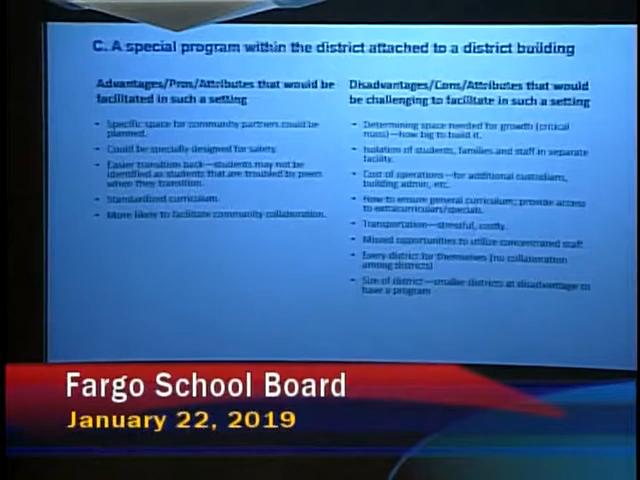 C. A special program within the district attached to a district building
Advantages/Pros/Attributes that would be
facilitated in such a setting
- Specific space for community partners could be
planned.
- Could be specially designed for safety.
- Easier transition back—students may not be
identified as students that are troubled by peers
when they transition.
- Standardized curriculum.
- More likely to facilitate community collaboration.
Disadvantages/Cons/Attributes that would
be challenging to facilitate in such a setting
- Determining space needed for growth (critical
mass)—how big to build it.
- Isolation of students, families and staff in separate
facility.
- Cost of operations—for additional custodians,
building admin, etc.
- How to ensure general curriculum; provide access
to extracurriculars/specials.
- Transportation—stressful, costly.
- Missed opportunities to utilize concentrated staff
- Every district for themselves (no collaboration
among districts)
- Size of district—smaller districts at disadvantage to
have a program
Fargo School Board
January 22, 2019